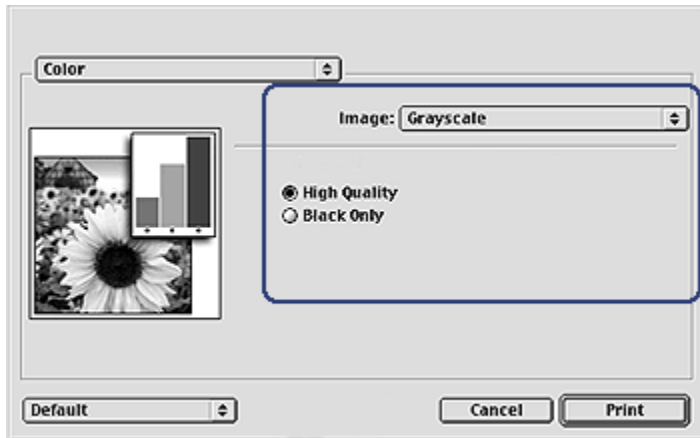 Color
Image: Grayscale
High Quality
Black Only
Default
Cancel
Print